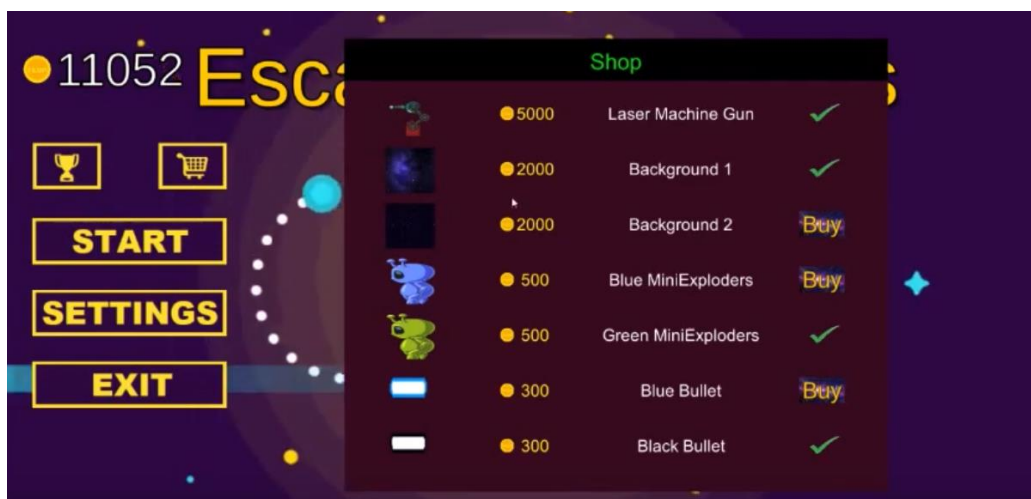 11052
Esca
START
SETTINGS
EXIT
Shop
5000 Laser Machine Gun
2000 Background 1
2000 Background 2 Buy
500 Blue MiniExploders Buy
500 Green MiniExploders
300 Blue Bullet Buy
300 Black Bullet